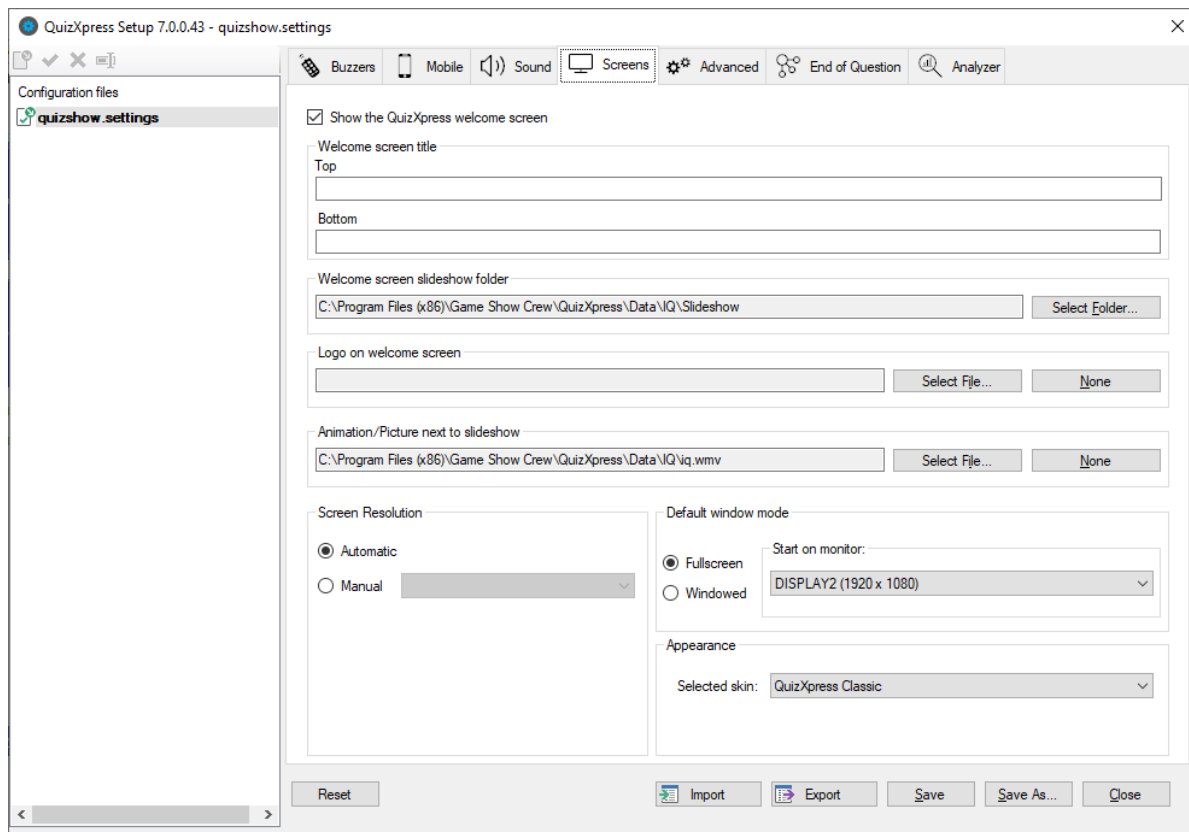 QuizXpress Setup 7.0.0.43 - quizshow.settings
Buzzers Mobile Sound Screens Advanced End of Question Analyzer
Configuration files
quizshow.settings
Show the QuizXpress welcome screen
Welcome screen title
Top
Bottom
Welcome screen slideshow folder
C:\Program Files (x86)\Game Show Crew\QuizXpress\Data\IQ\Slideshow Select Folder...
Logo on welcome screen
Select File... None
Animation/Picture next to slideshow
C:\Program Files (x86)\Game Show Crew\QuizXpress\Data\IQ\iq.wmv Select File... None
Screen Resolution
Automatic
Manual
Default window mode
Fullscreen
Windowed
Start on monitor:
DISPLAY2 (1920 x 1080)
Appearance
Selected skin: QuizXpress Classic
Reset Import Export Save Save As... Close